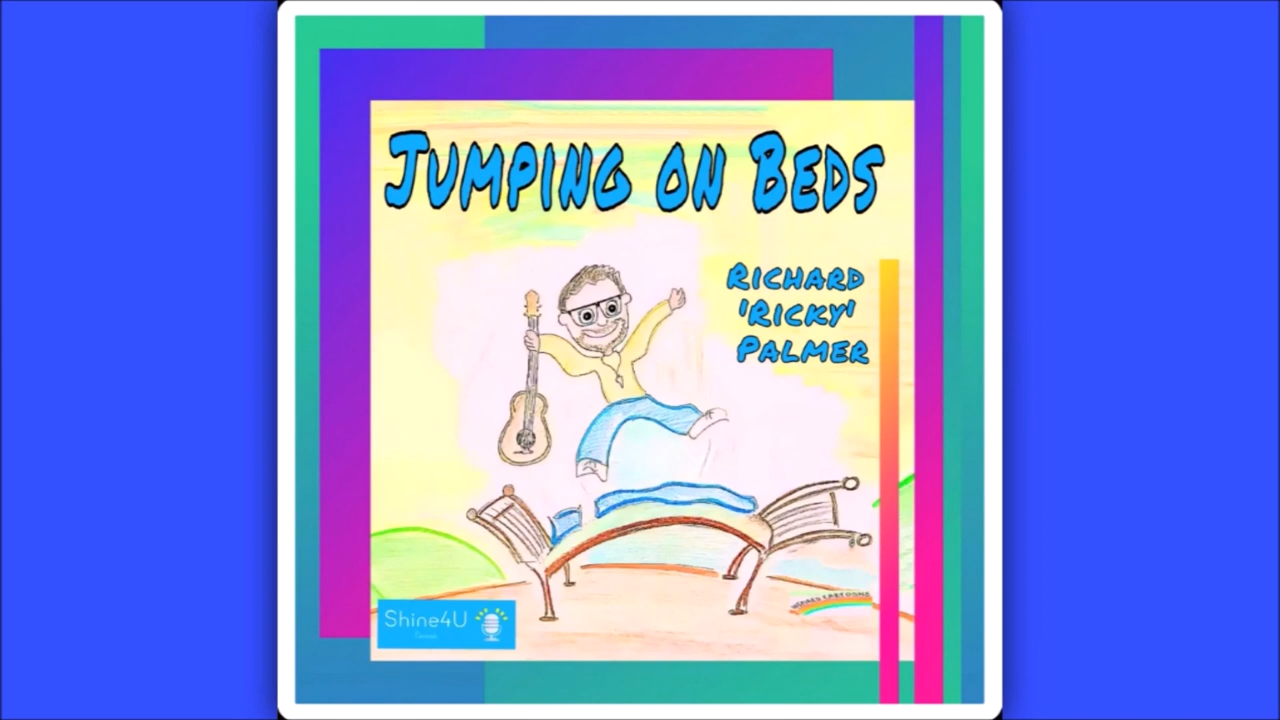 JUMPING ON BEDS
RICHARD
'RICKY'
PALMER
Shine4U